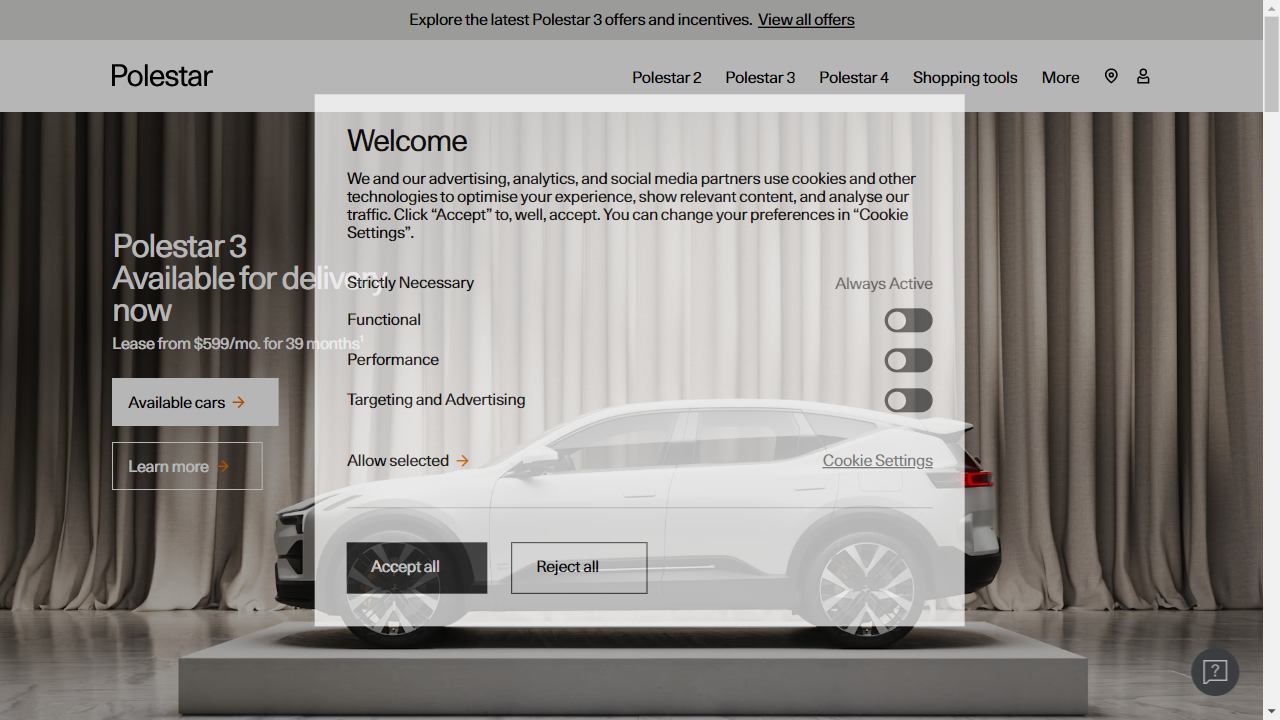 Explore the latest Polestar 3 offers and incentives. View all offers
Polestar
Polestar 2
Polestar 3
Polestar 4
Shopping tools
More
Welcome
We and our advertising, analytics, and social media partners use cookies and other
technologies to optimise your experience, show relevant content, and analyse our
traffic. Click “Accept” to, well, accept. You can change your preferences in “Cookie
Settings”.
Strictly Necessary
Always Active
Functional
Performance
Targeting and Advertising
Allow selected
Cookie Settings
Accept all
Reject all
Polestar 3
Available for delivery
now
Lease from $599/mo. for 39 months¹
Available cars
Learn more